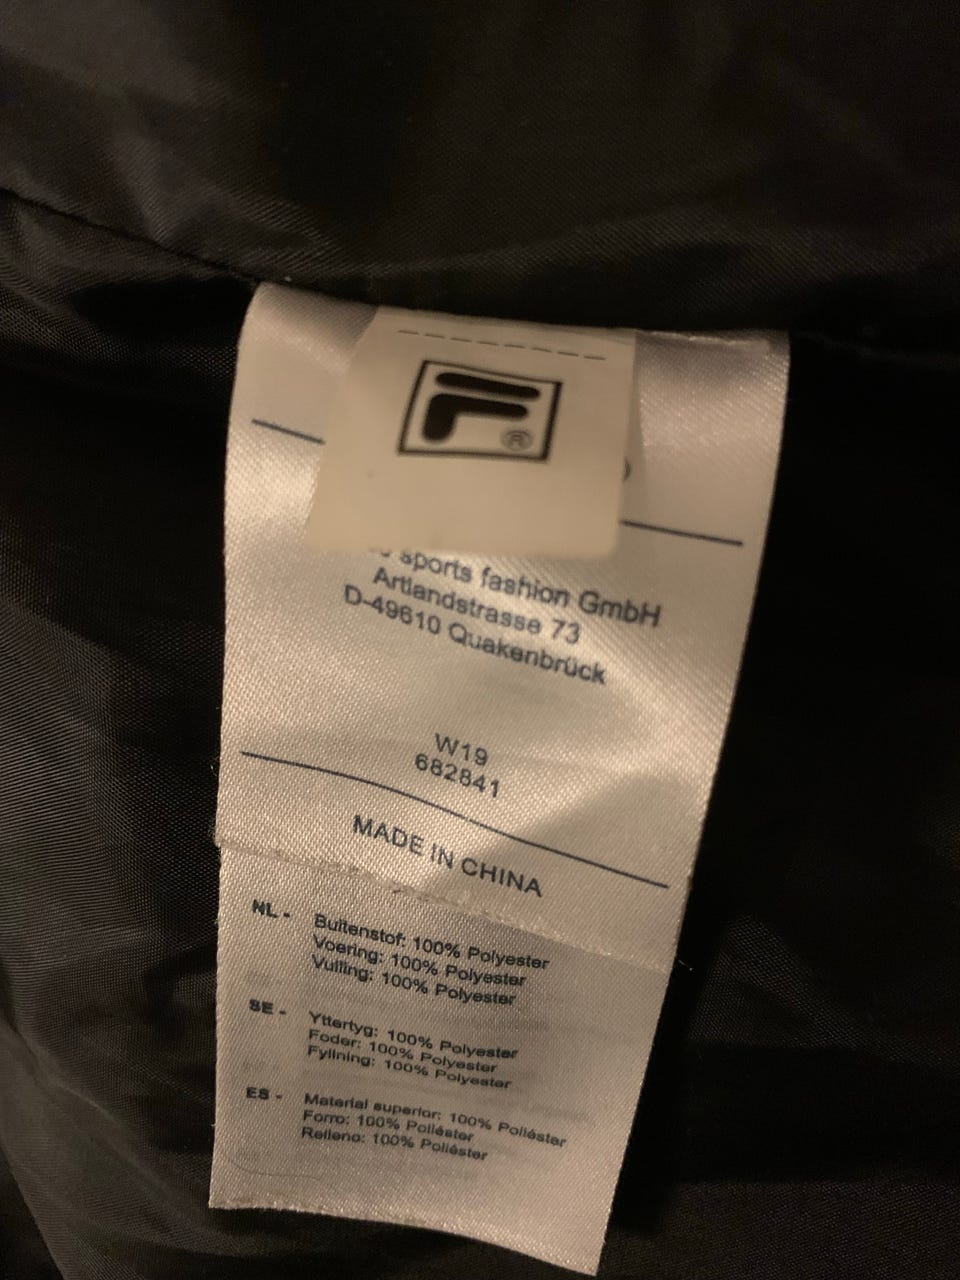 F®
sports fashion GmbH
Artlandstrasse 73
D-49610 Quakenbrück
W19
682841
MADE IN CHINA
NL - Buitenstof: 100% Polyester
Voering: 100% Polyester
Vulling: 100% Polyester
SE - Yttertyg: 100% Polyester
Foder: 100% Polyester
Fyllning: 100% Polyester
ES - Material superior: 100% Poliéster
Forro: 100% Poliéster
Relleno: 100% Poliéster